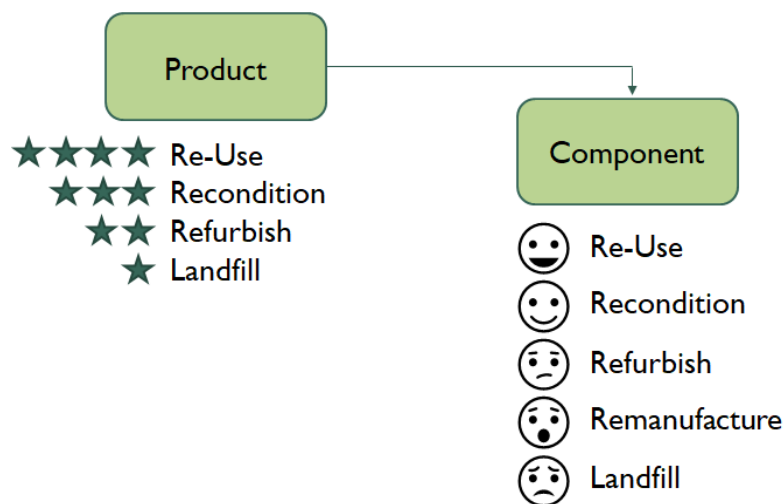 Product
Re-Use
Recondition
Refurbish
Landfill
Component
Re-Use
Recondition
Refurbish
Remanufacture
Landfill